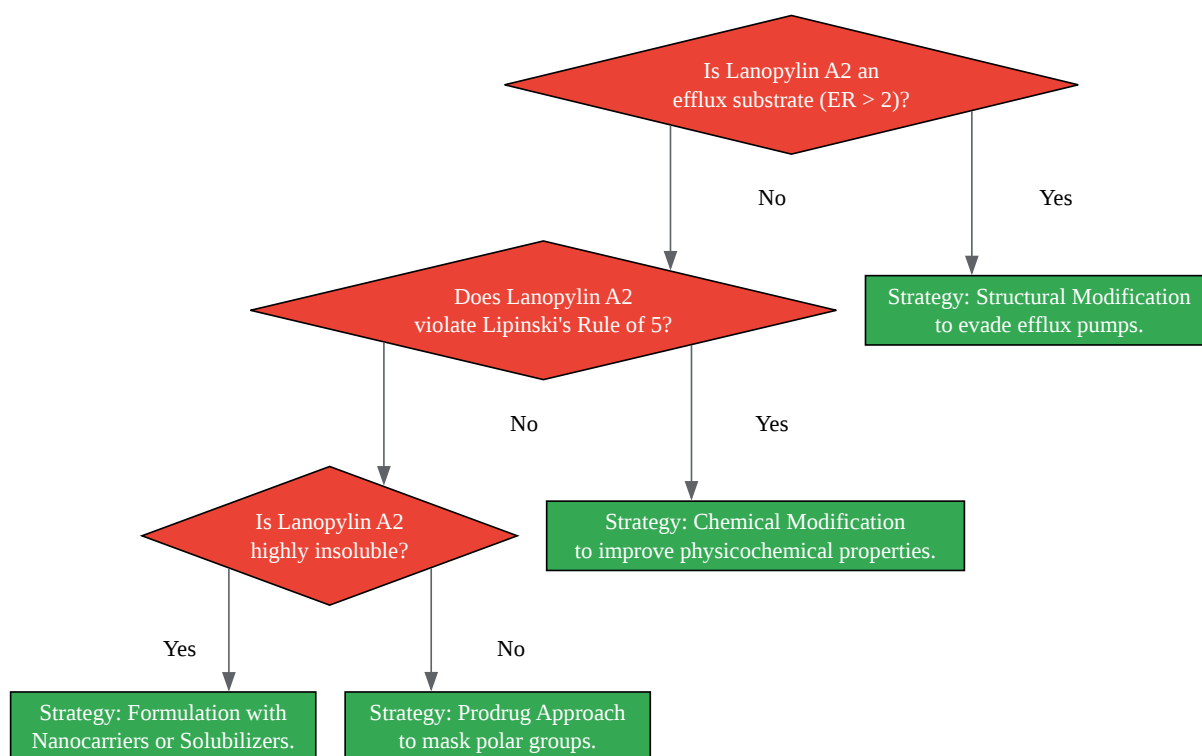 Is Lanopylin A2 an
efflux substrate (ER > 2)?
No
Yes
Does Lanopylin A2
violate Lipinski's Rule of 5?
Strategy: Structural Modification
to evade efflux pumps.
No
Yes
Is Lanopylin A2
highly insoluble?
Strategy: Chemical Modification
to improve physicochemical properties.
Yes
No
Strategy: Formulation with
Nanocarriers or Solubilizers.
Strategy: Prodrug Approach
to mask polar groups.